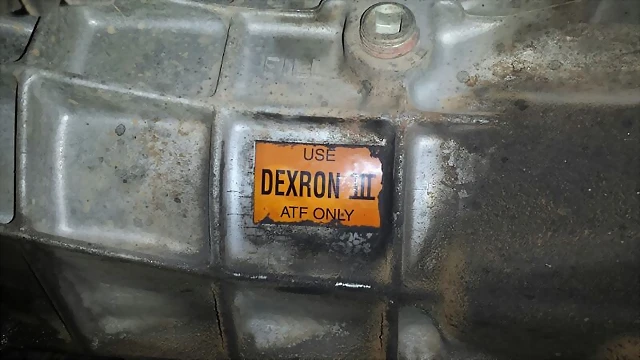 USE
DEXRON III
ATF ONLY